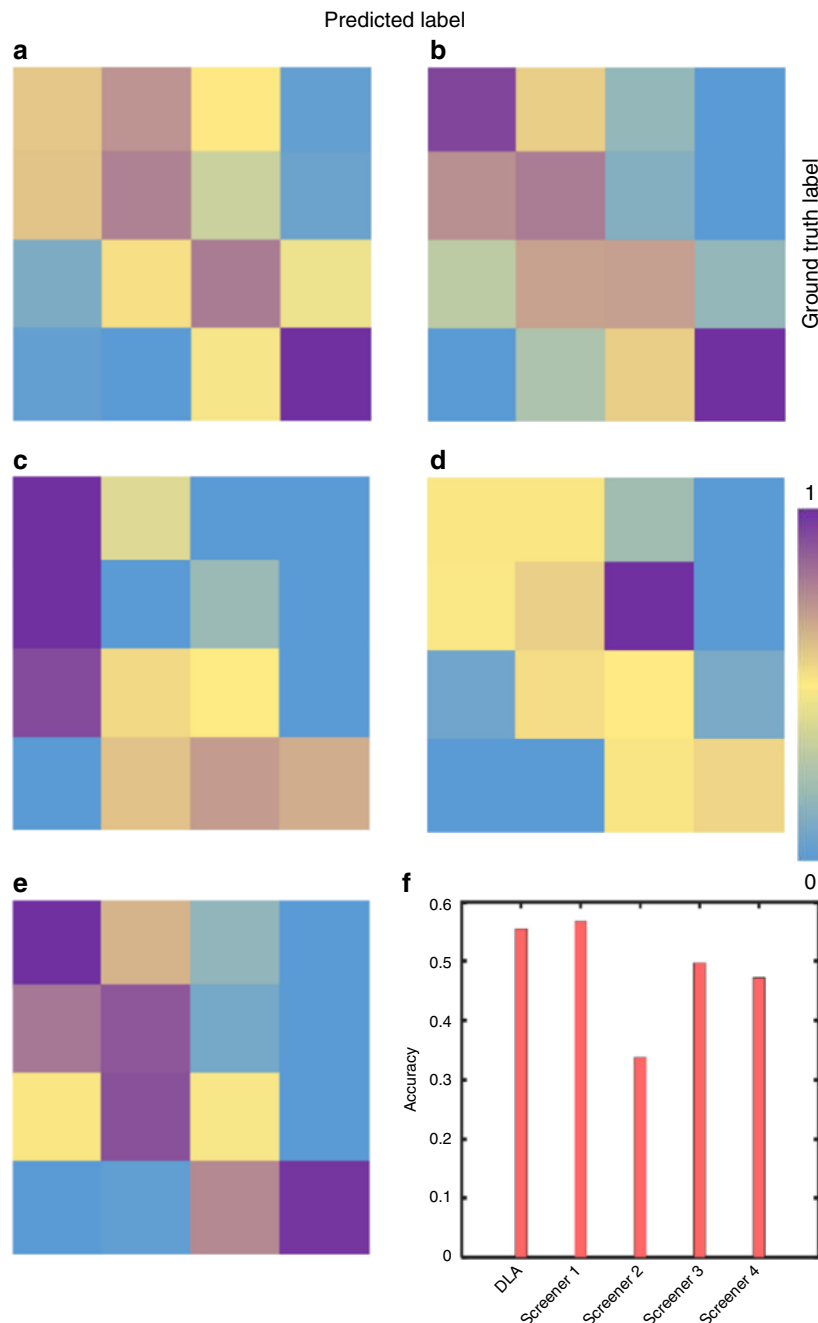 Predicted label
a
b
Ground truth label
c
d
1
0
e
f
0.6
0.5
0.4
0.3
0.2
0.1
0
Accuracy
DLA
Screener 1
Screener 2
Screener 3
Screener 4